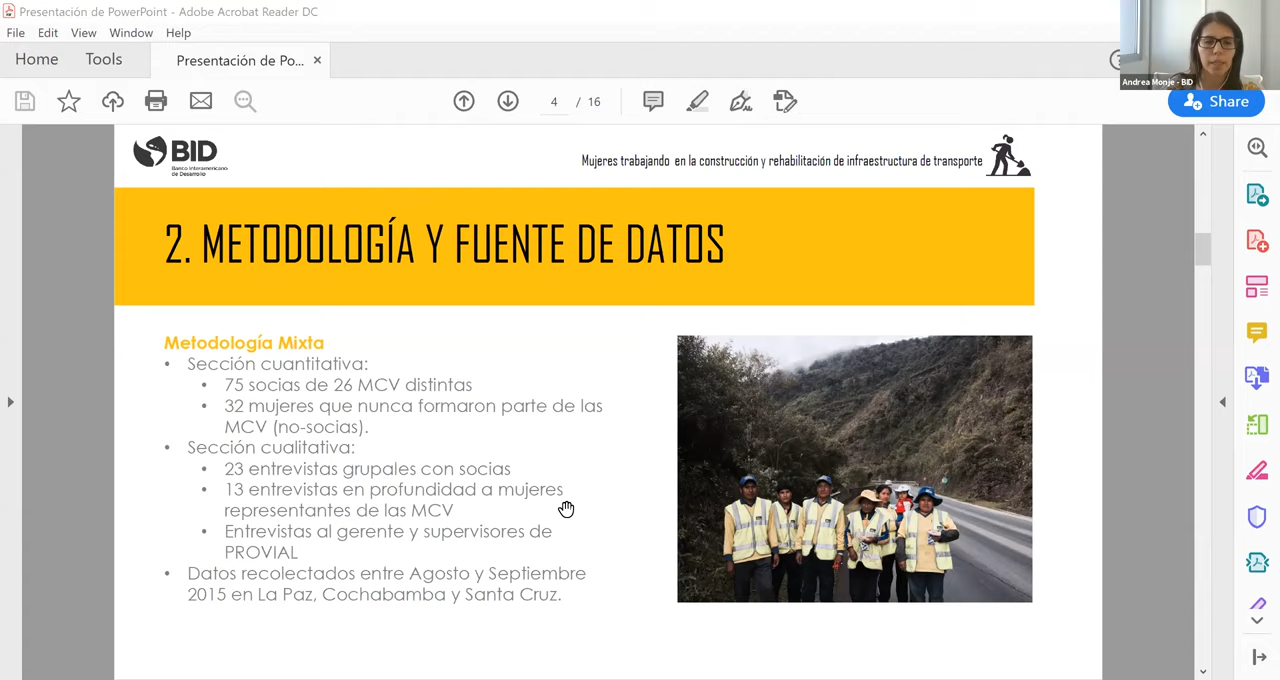 Presentación de PowerPoint - Adobe Acrobat Reader DC
File Edit View Window Help
Home Tools Presentación de Po... ×
4 / 16
Share
Andrea Monje - BID
BID
Banco Interamericano
de Desarrollo
Mujeres trabajando en la construcción y rehabilitación de infraestructura de transporte
2. METODOLOGÍA Y FUENTE DE DATOS
Metodología Mixta
• Sección cuantitativa:
• 75 socias de 26 MCV distintas
• 32 mujeres que nunca formaron parte de las
MCV (no-socias).
• Sección cualitativa:
• 23 entrevistas grupales con socias
• 13 entrevistas en profundidad a mujeres
representantes de las MCV
• Entrevistas al gerente y supervisores de
PROVIAL
• Datos recolectados entre Agosto y Septiembre
2015 en La Paz, Cochabamba y Santa Cruz.